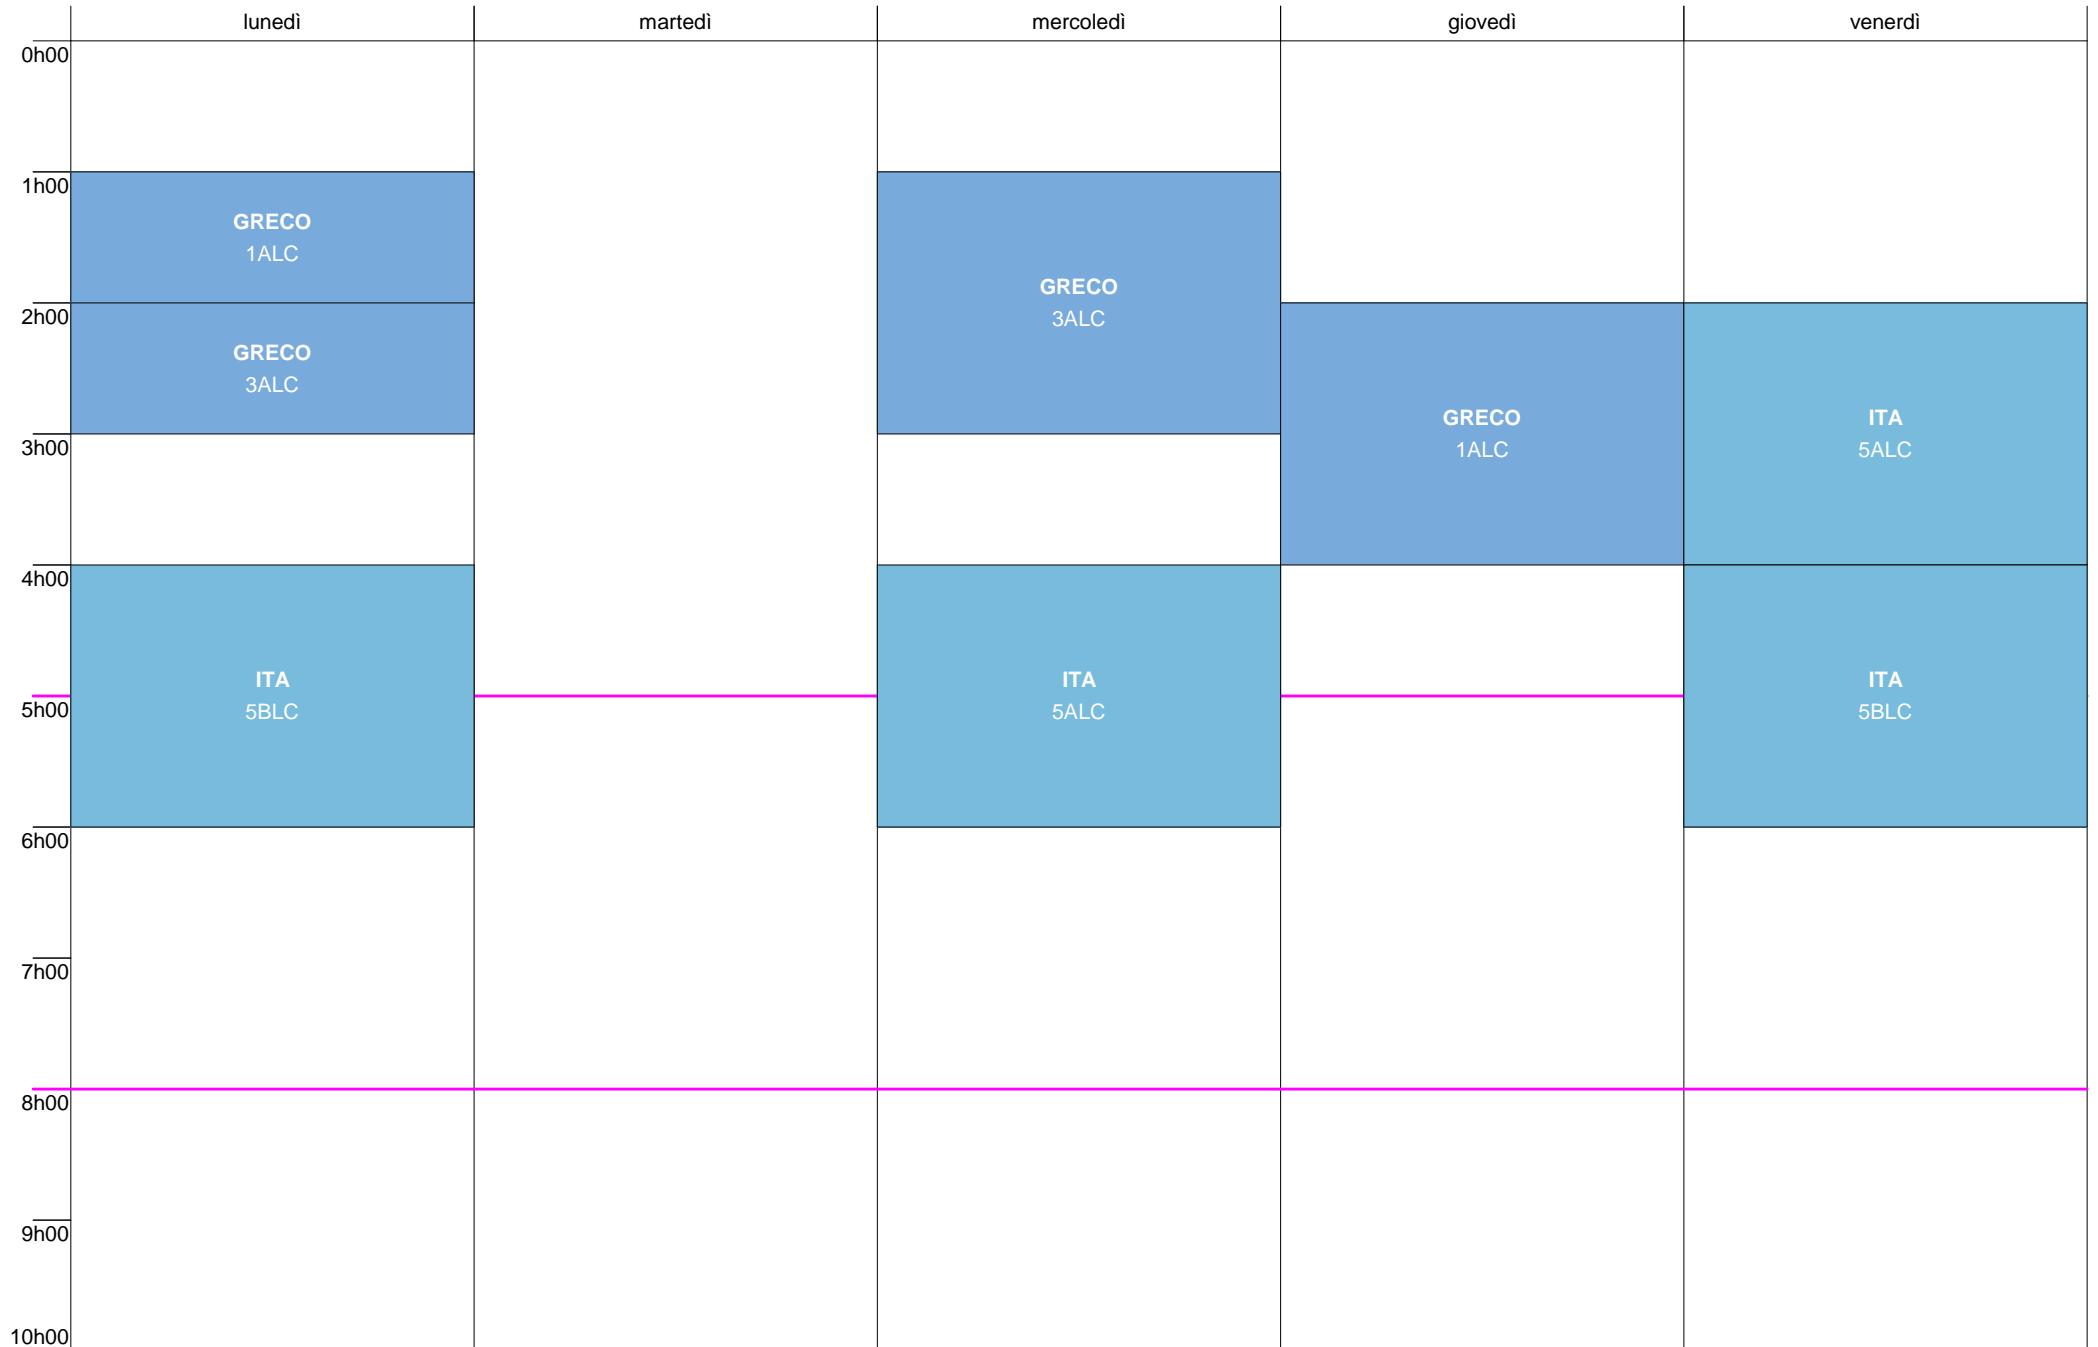 lunedì martedì mercoledì giovedì venerdì
0h00
1h00
GRECO
1ALC
GRECO
3ALC
2h00
GRECO
3ALC
GRECO
1ALC
ITA
5ALC
3h00
4h00
ITA
5BLC
ITA
5ALC
ITA
5BLC
5h00
6h00
7h00
8h00
9h00
10h00